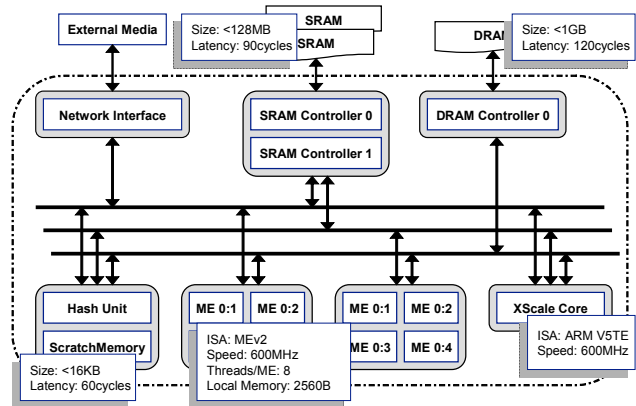 External Media
Size: <128MB
Latency: 90cycles
SRAM
SRAM
DRA
Size: <1GB
Latency: 120cycles
Network Interface
SRAM Controller 0
SRAM Controller 1
DRAM Controller 0
Hash Unit
ScratchMemory
Size: <16KB
Latency: 60cycles
ME 0:1
ME 0:2
ISA: MEv2
Speed: 600MHz
Threads/ME: 8
Local Memory: 2560B
ME 0:1
ME 0:2
ME 0:3
ME 0:4
XScale Core
ISA: ARM V5TE
Speed: 600MHz